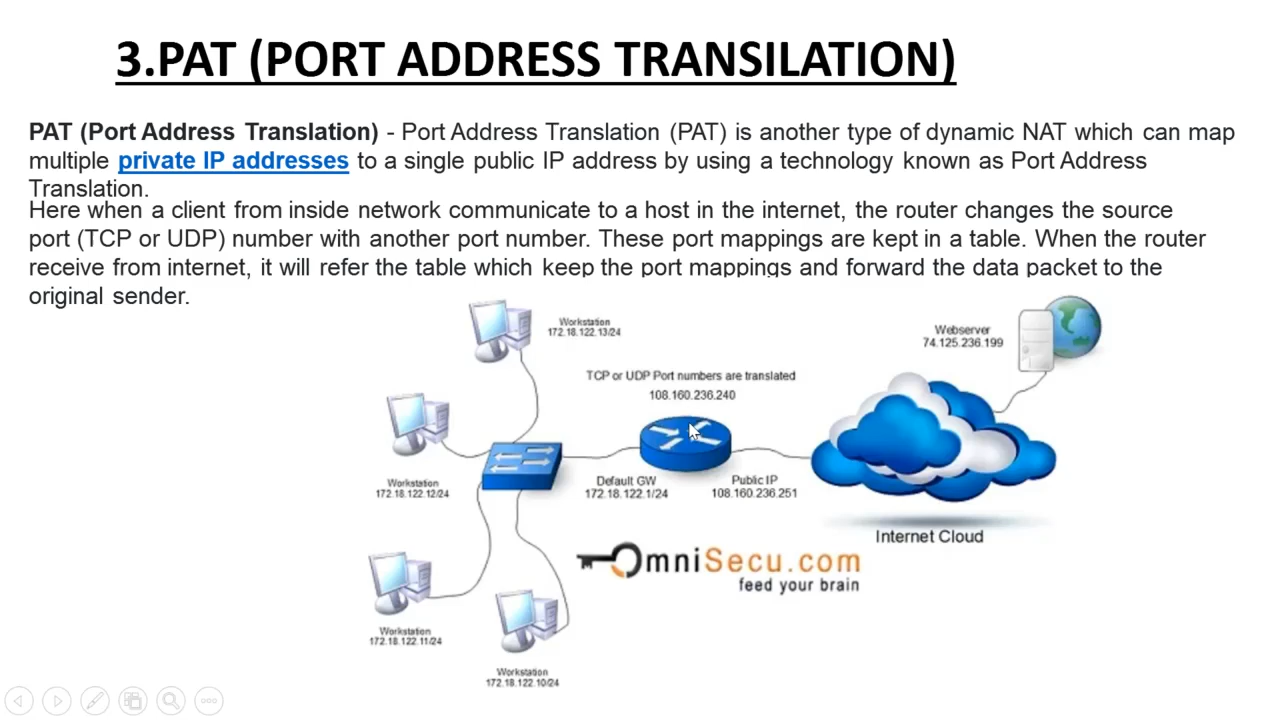 3.PAT (PORT ADDRESS TRANSILATION)
PAT (Port Address Translation) - Port Address Translation (PAT) is another type of dynamic NAT which can map
multiple private IP addresses to a single public IP address by using a technology known as Port Address
Translation.
Here when a client from inside network communicate to a host in the internet, the router changes the source
port (TCP or UDP) number with another port number. These port mappings are kept in a table. When the router
receive from internet, it will refer the table which keep the port mappings and forward the data packet to the
original sender.
Workstation
172.18.122.13/24
Webserver
74.125.236.199
TCP or UDP Port numbers are translated
108.160.236.240
Workstation
172.18.122.12/24
Default GW
172.18.122.1/24
Public IP
108.160.236.251
Internet Cloud
OmniSecu.com
feed your brain
Workstation
172.18.122.11/24
Workstation
172.18.122.10/24